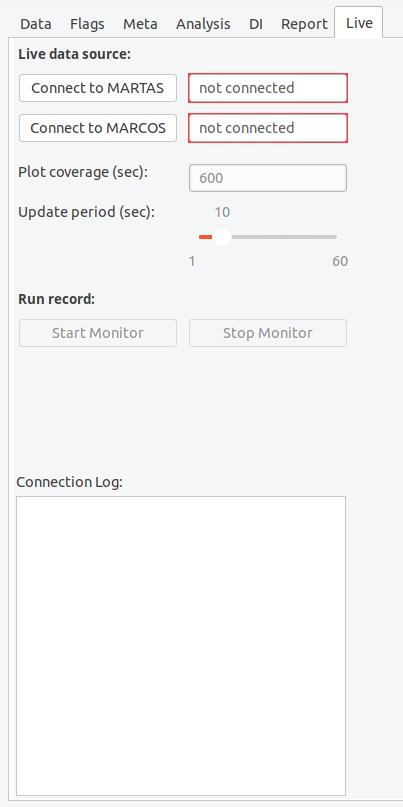 Data Flags Meta Analysis DI Report Live
Live data source:
Connect to MARTAS not connected
Connect to MARCOS not connected
Plot coverage (sec): 600
Update period (sec): 10
1 60
Run record:
Start Monitor Stop Monitor
Connection Log: